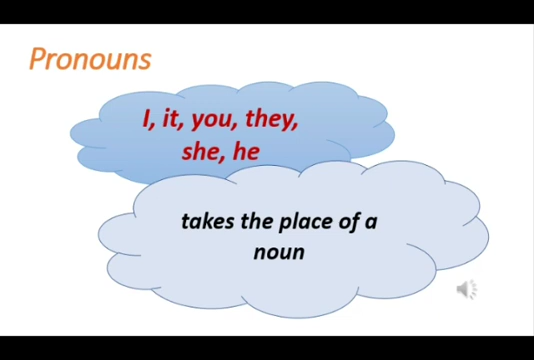 Pronouns
I, it, you, they,
she, he
takes the place of a
noun